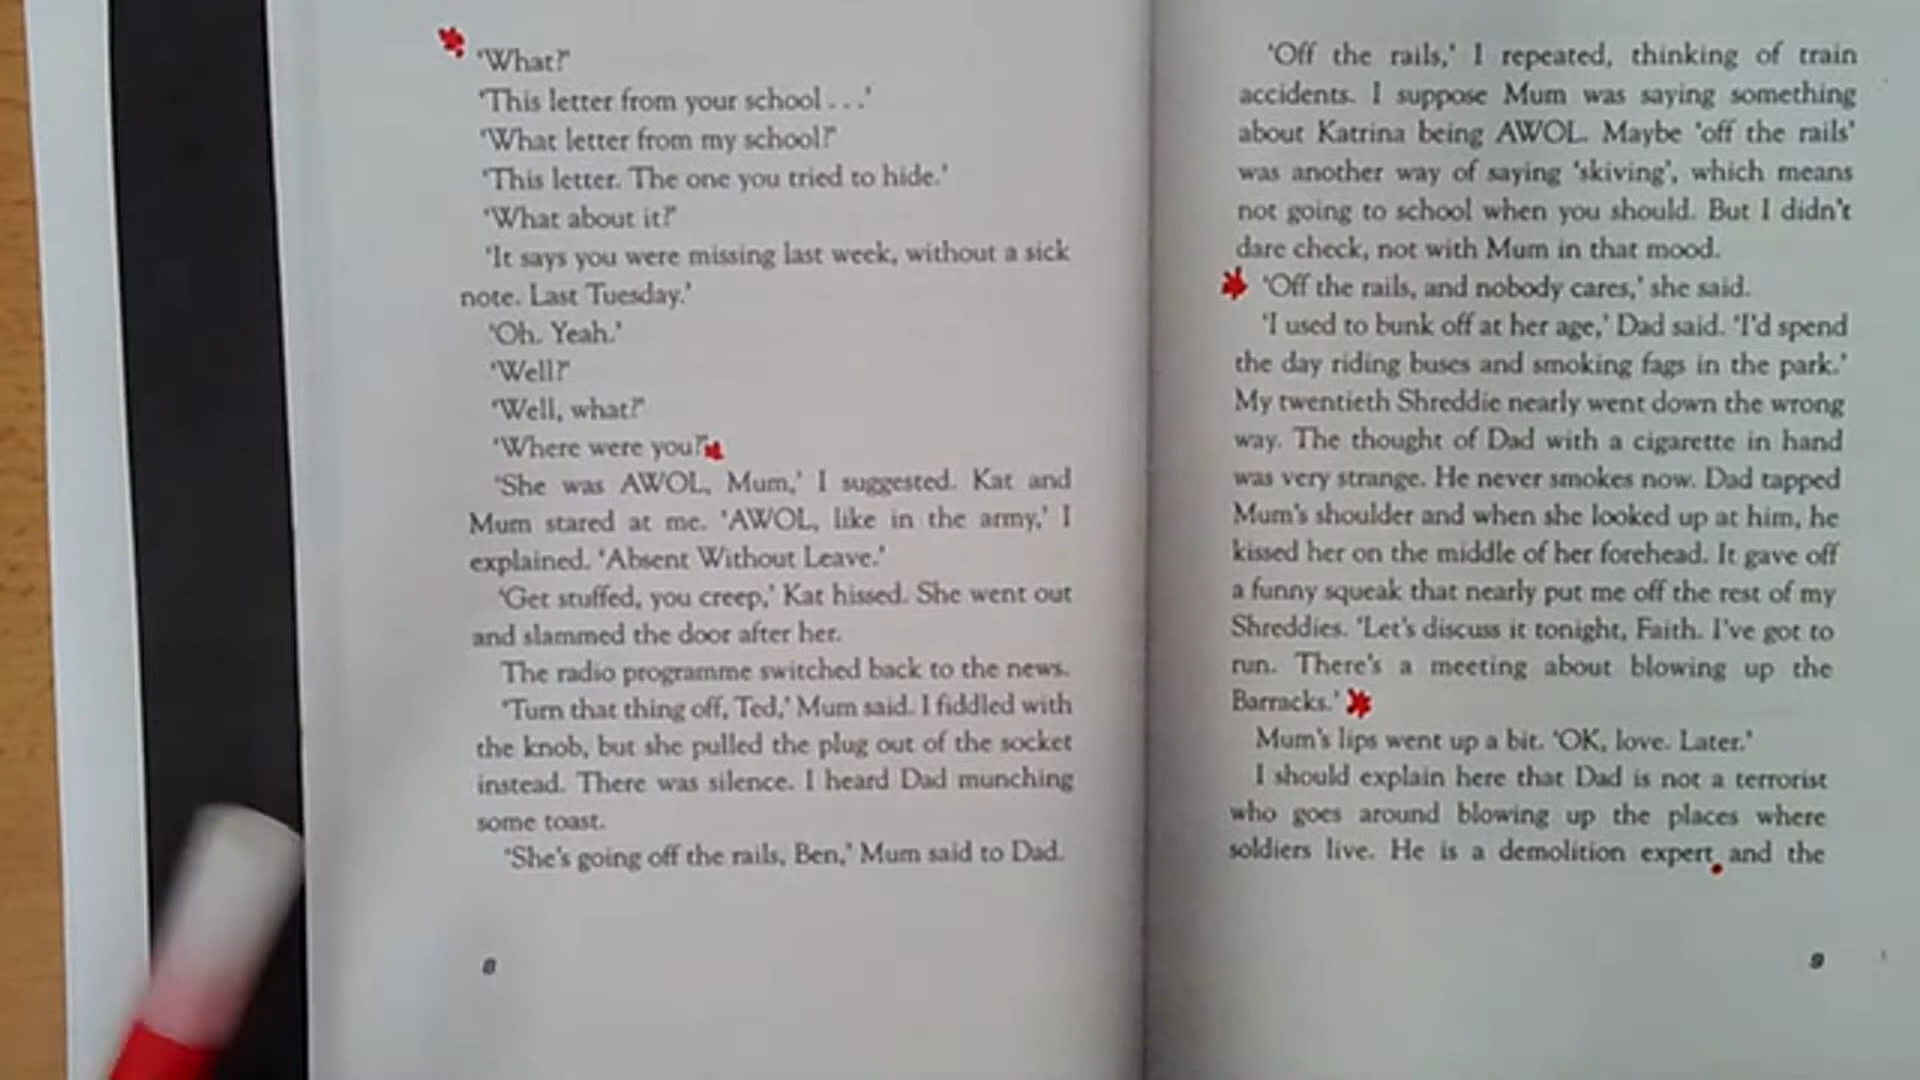 'What?'
'This letter from your school . . .'
'What letter from my school?'
'This letter. The one you tried to hide.'
'What about it?'
'It says you were missing last week, without a sick
note. Last Tuesday.'
'Oh. Yeah.'
'Well?'
'Well, what?'
'Where were you?'
'She was AWOL, Mum,' I suggested. Kat and
Mum stared at me. 'AWOL, like in the army,' I
explained. 'Absent Without Leave.'
'Get stuffed, you creep,' Kat hissed. She went out
and slammed the door after her.
The radio programme switched back to the news.
'Turn that thing off, Ted,' Mum said. I fiddled with
the knob, but she pulled the plug out of the socket
instead. There was silence. I heard Dad munching
some toast.
'She's going off the rails, Ben,' Mum said to Dad.
8
'Off the rails,' I repeated, thinking of train
accidents. I suppose Mum was saying something
about Katrina being AWOL. Maybe 'off the rails'
was another way of saying 'skiving', which means
not going to school when you should. But I didn't
dare check, not with Mum in that mood.
'Off the rails, and nobody cares,' she said.
'I used to bunk off at her age,' Dad said. 'I'd spend
the day riding buses and smoking fags in the park.'
My twentieth Shreddie nearly went down the wrong
way. The thought of Dad with a cigarette in hand
was very strange. He never smokes now. Dad tapped
Mum's shoulder and when she looked up at him, he
kissed her on the middle of her forehead. It gave off
a funny squeak that nearly put me off the rest of my
Shreddies. 'Let's discuss it tonight, Faith. I've got to
run. There's a meeting about blowing up the
Barracks.'
Mum's lips went up a bit. 'OK, love. Later.'
I should explain here that Dad is not a terrorist
who goes around blowing up the places where
soldiers live. He is a demolition expert and the
9